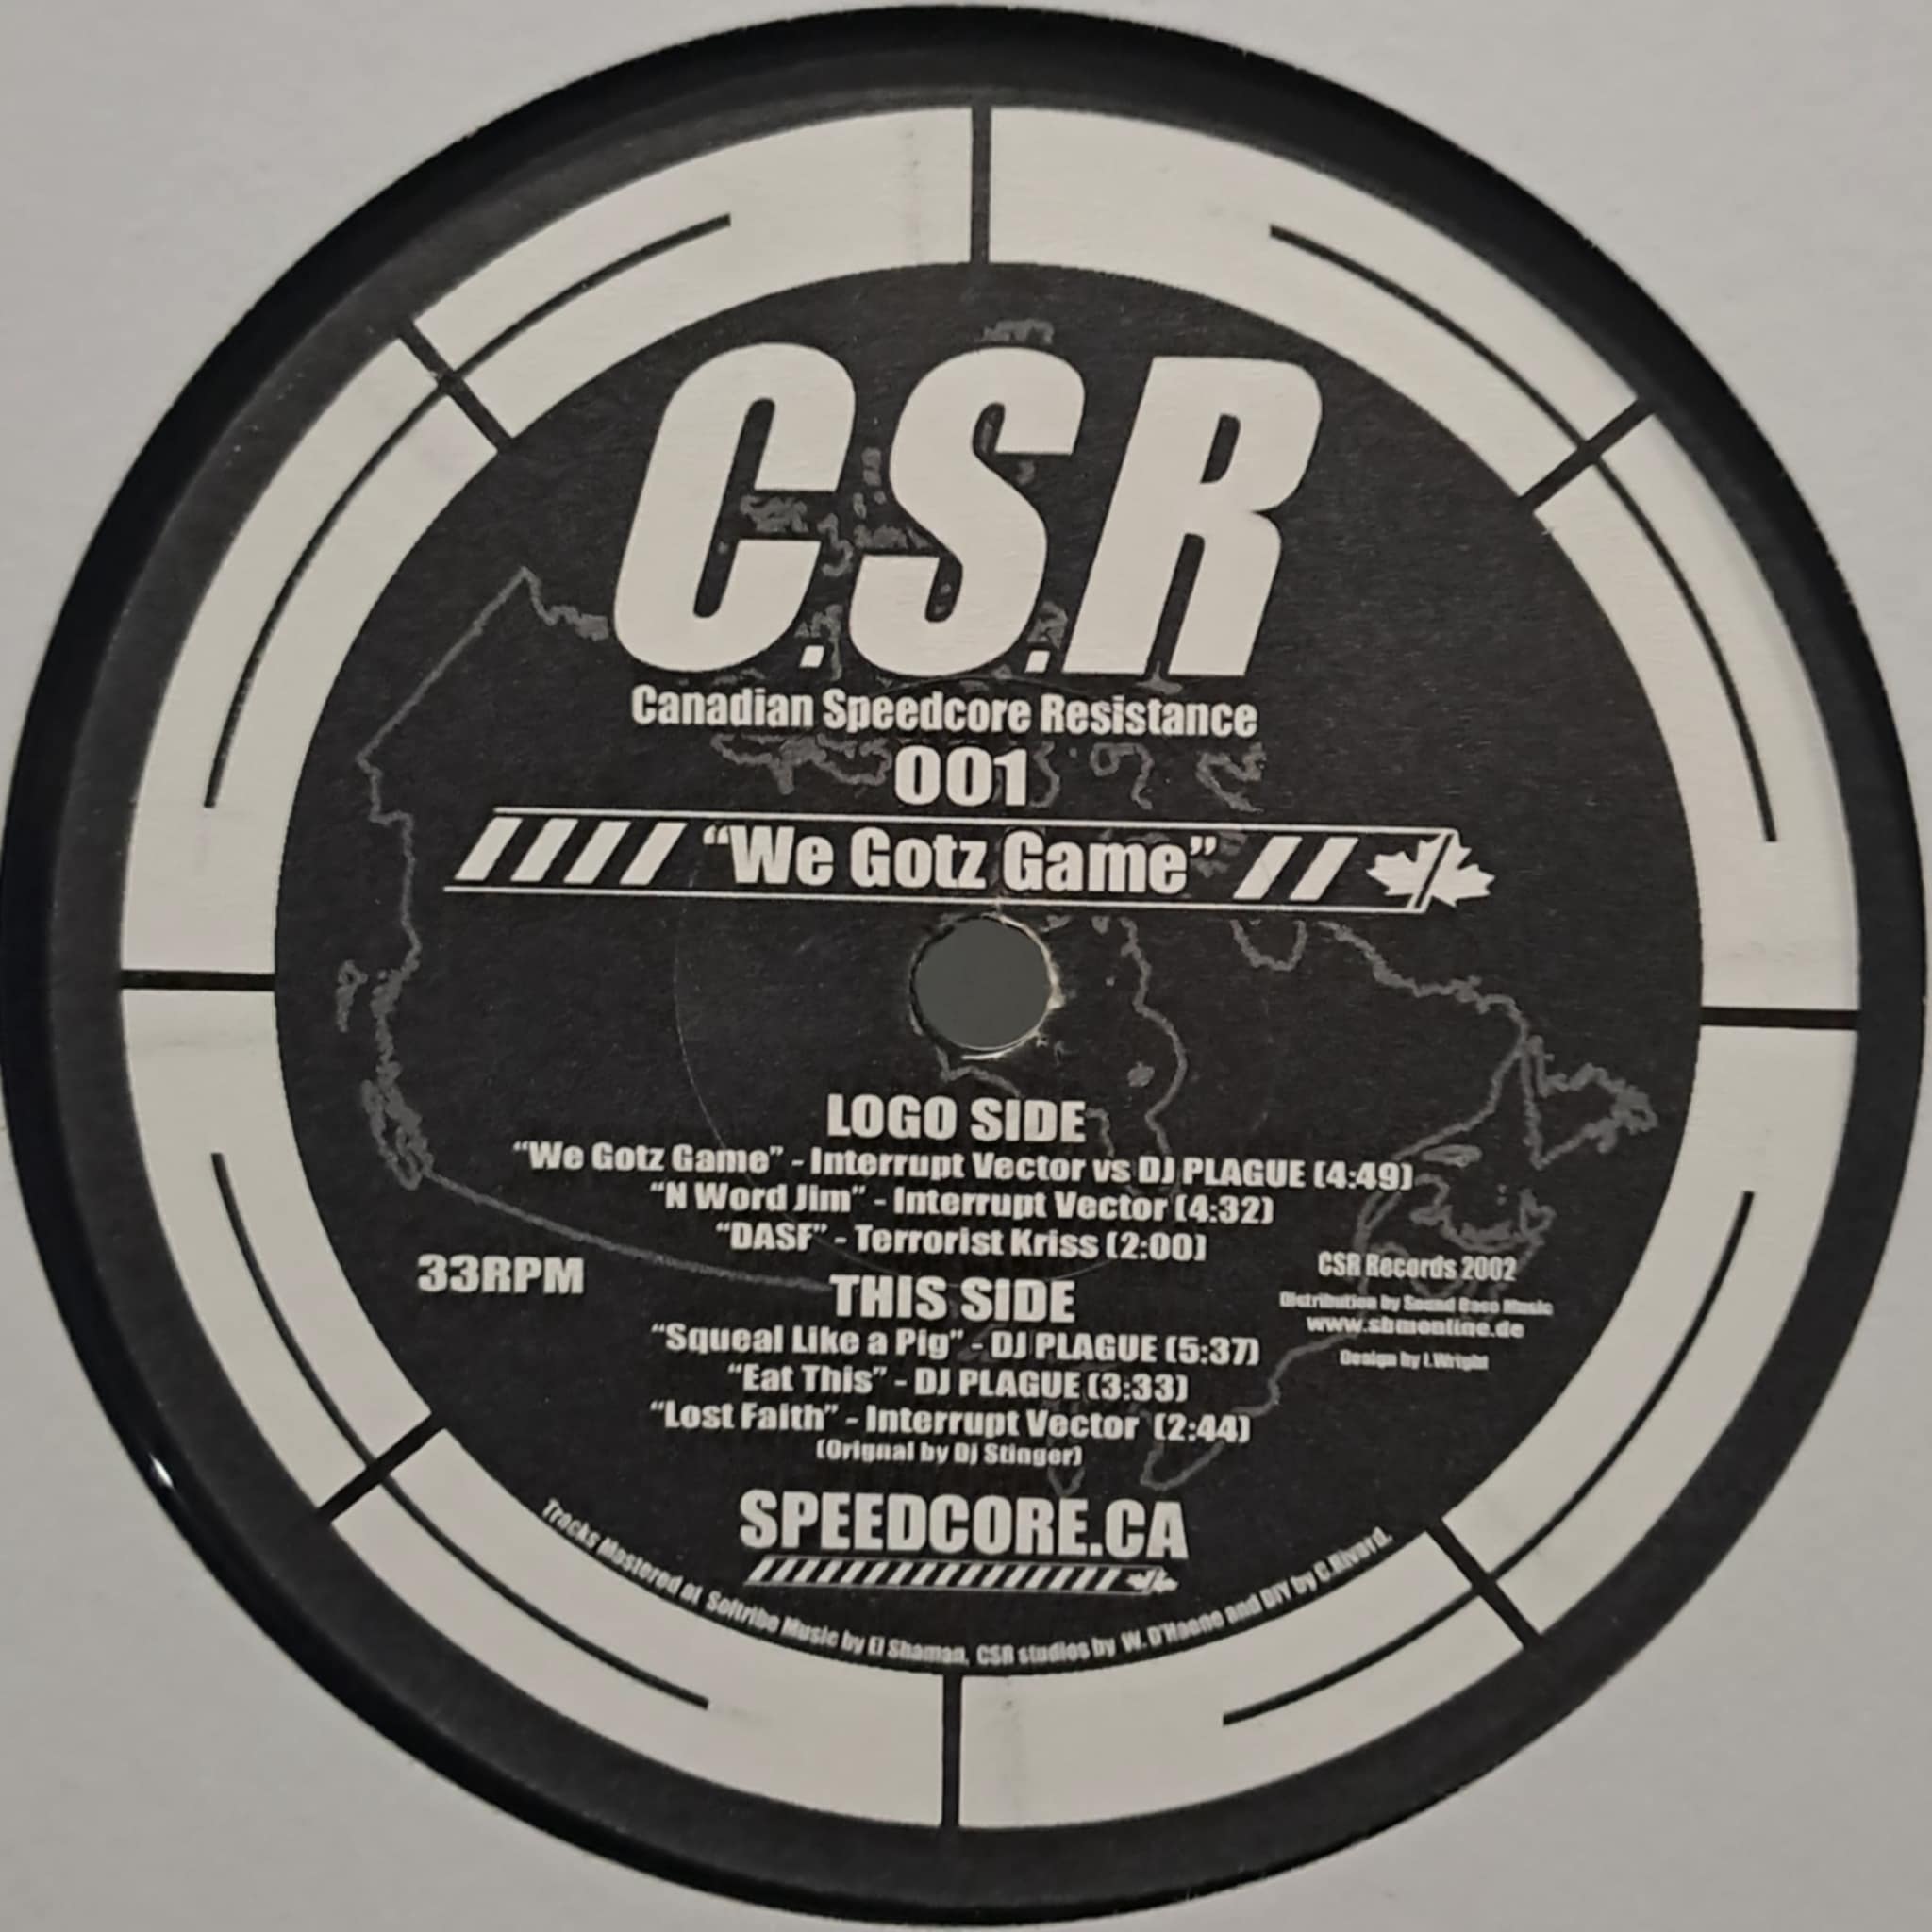 C.S.R
Canadian Speedcore Resistance
001
“We Gotz Game”
LOGO SIDE
“We Gotz Game” - Interrupt Vector vs DJ PLAGUE (4:49)
“N Word Jim” - Interrupt Vector (4:32)
“DASF” - Terrorist Kriss (2:00)
33RPM
THIS SIDE
“Squeal Like a Pig” - DJ PLAGUE (5:37)
“Eat This” - DJ PLAGUE (3:33)
“Lost Faith” - Interrupt Vector (2:44)
(Orignal by Dj Stinger)
CSR Records 2002
Distribution by Sound Base Music
www.sbmonline.de
Design by I.Wright
SPEEDCORE.CA
Tracks Mastered at Soltribe Music by El Shaman, CSR studios by W. D'Haene and DIY by C.Rivard.